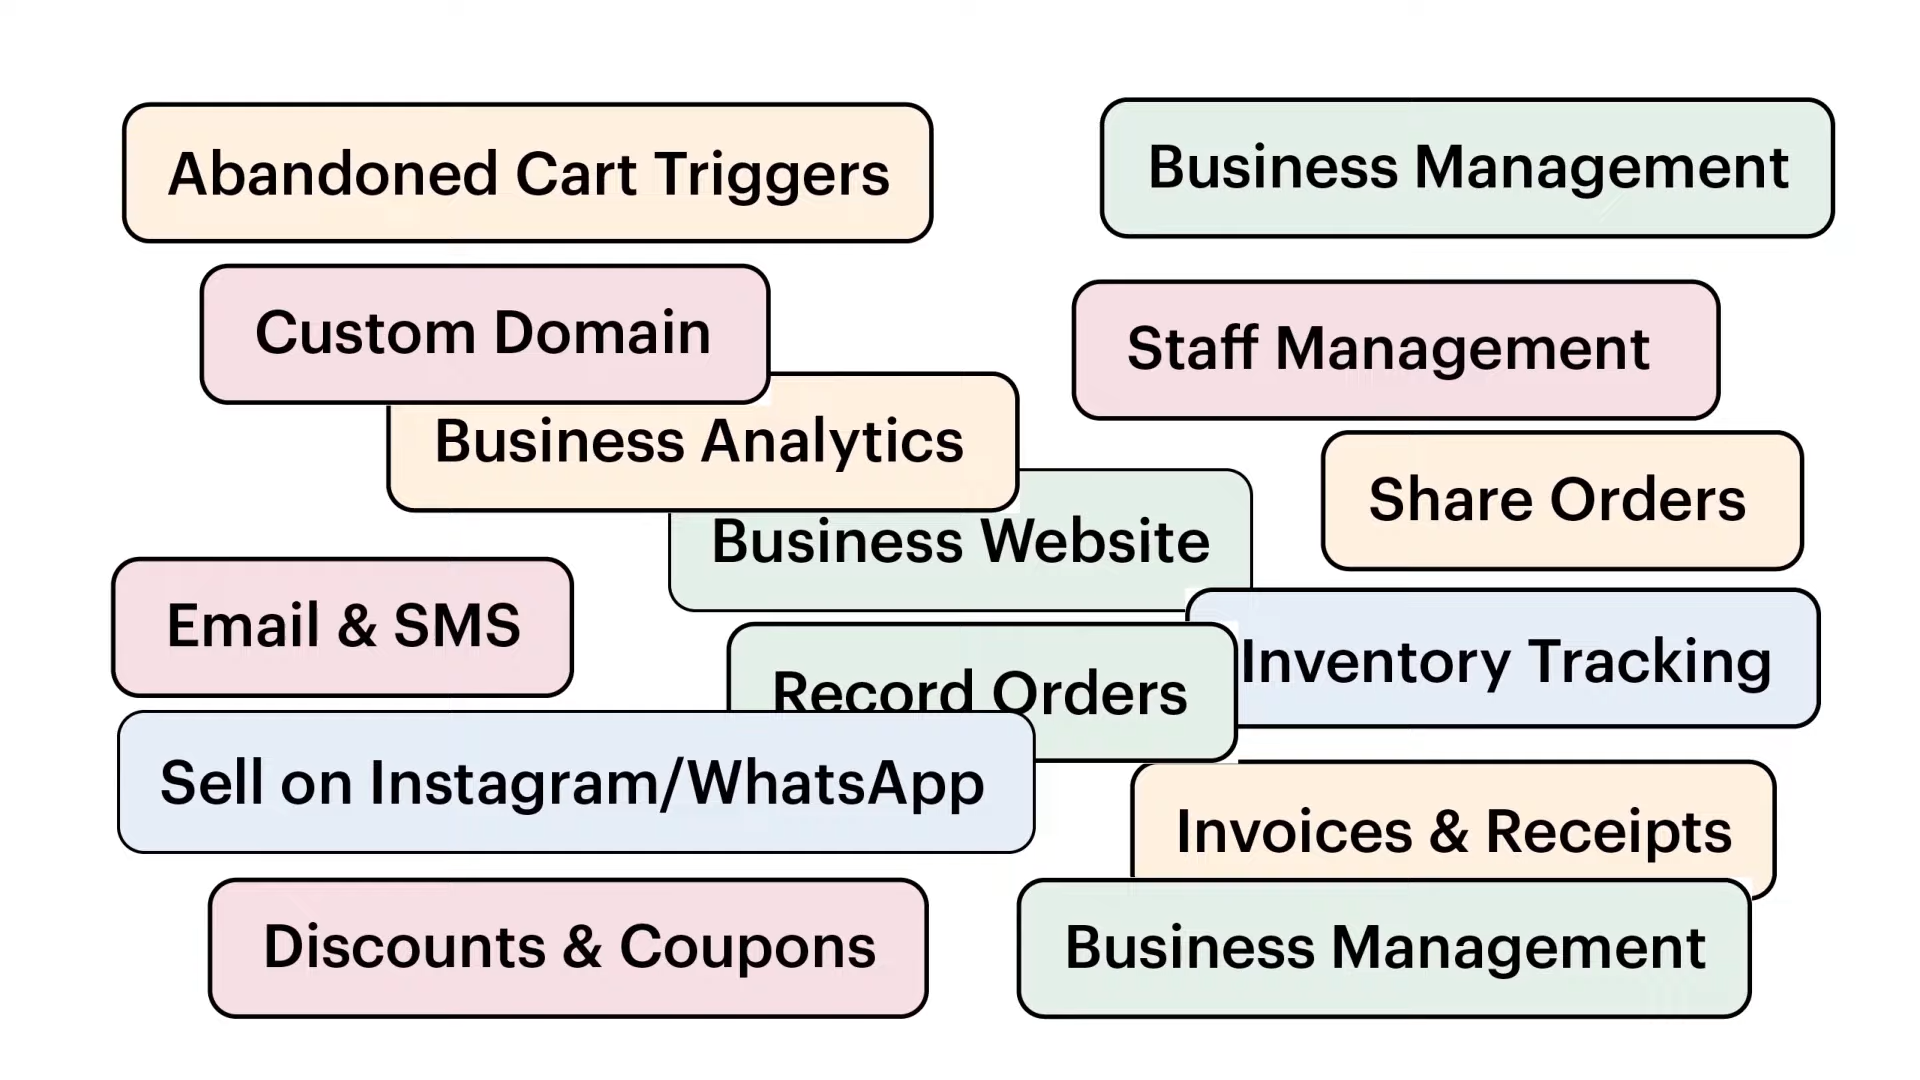 Abandoned Cart Triggers
Business Management
Custom Domain
Staff Management
Business Analytics
Share Orders
Business Website
Email & SMS
Inventory Tracking
Record Orders
Sell on Instagram/WhatsApp
Invoices & Receipts
Discounts & Coupons
Business Management